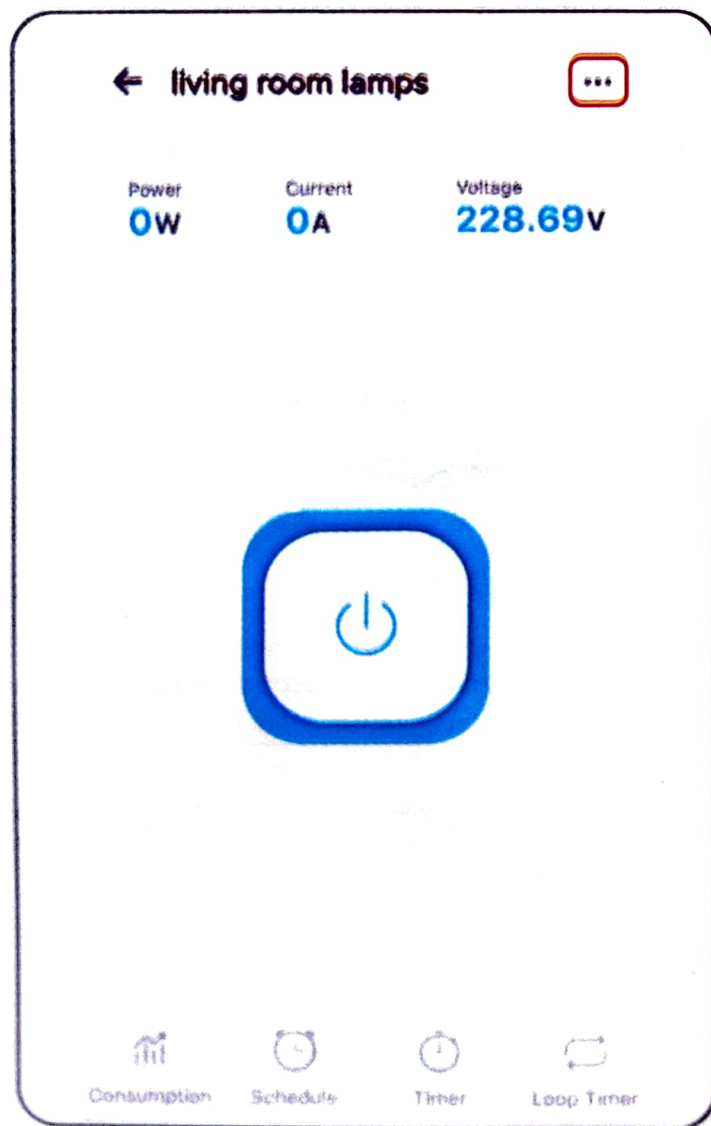 ← living room lamps ...
Power Current Voltage
0W 0A 228.69V
Consumption Schedule Timer Loop Timer